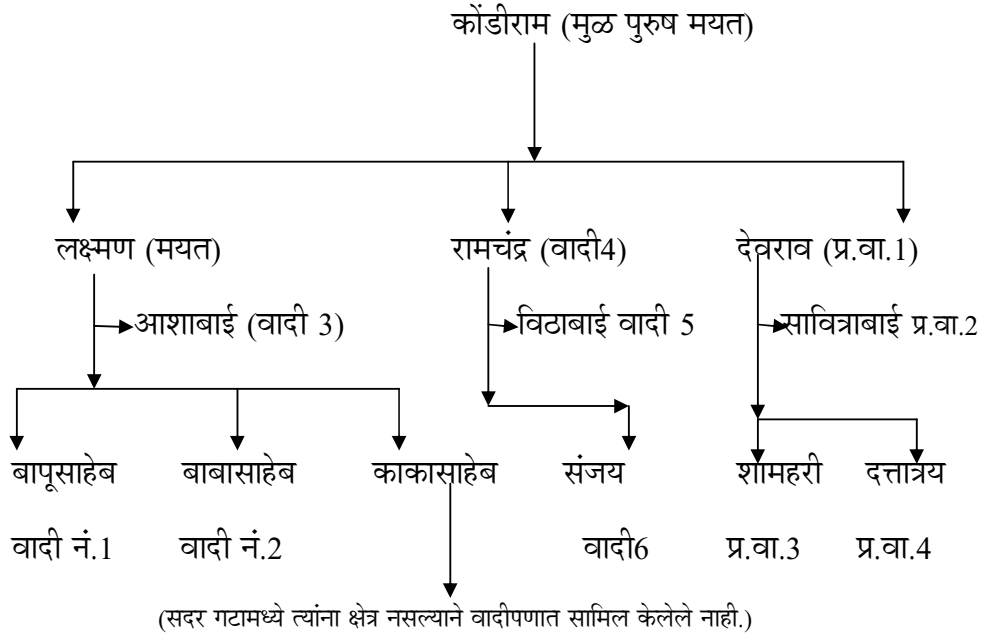 कोंडीराम (मुळ पुरुष मयत)
लक्ष्मण (मयत) रामचंद्र (वादी4) देवराव (प्र.वा.1)
आशाबाई (वादी 3) विठाबाई वादी 5 सावित्राबाई प्र.वा.2
बापूसाहेब बाबासाहेब काकासाहेब संजय शामहरी दत्तात्रय
वादी नं.1 वादी नं.2 वादी6 प्र.वा.3 प्र.वा.4
(सदर गटामध्ये त्यांना क्षेत्र नसल्याने वादीपणात सामिल केलेले नाही.)